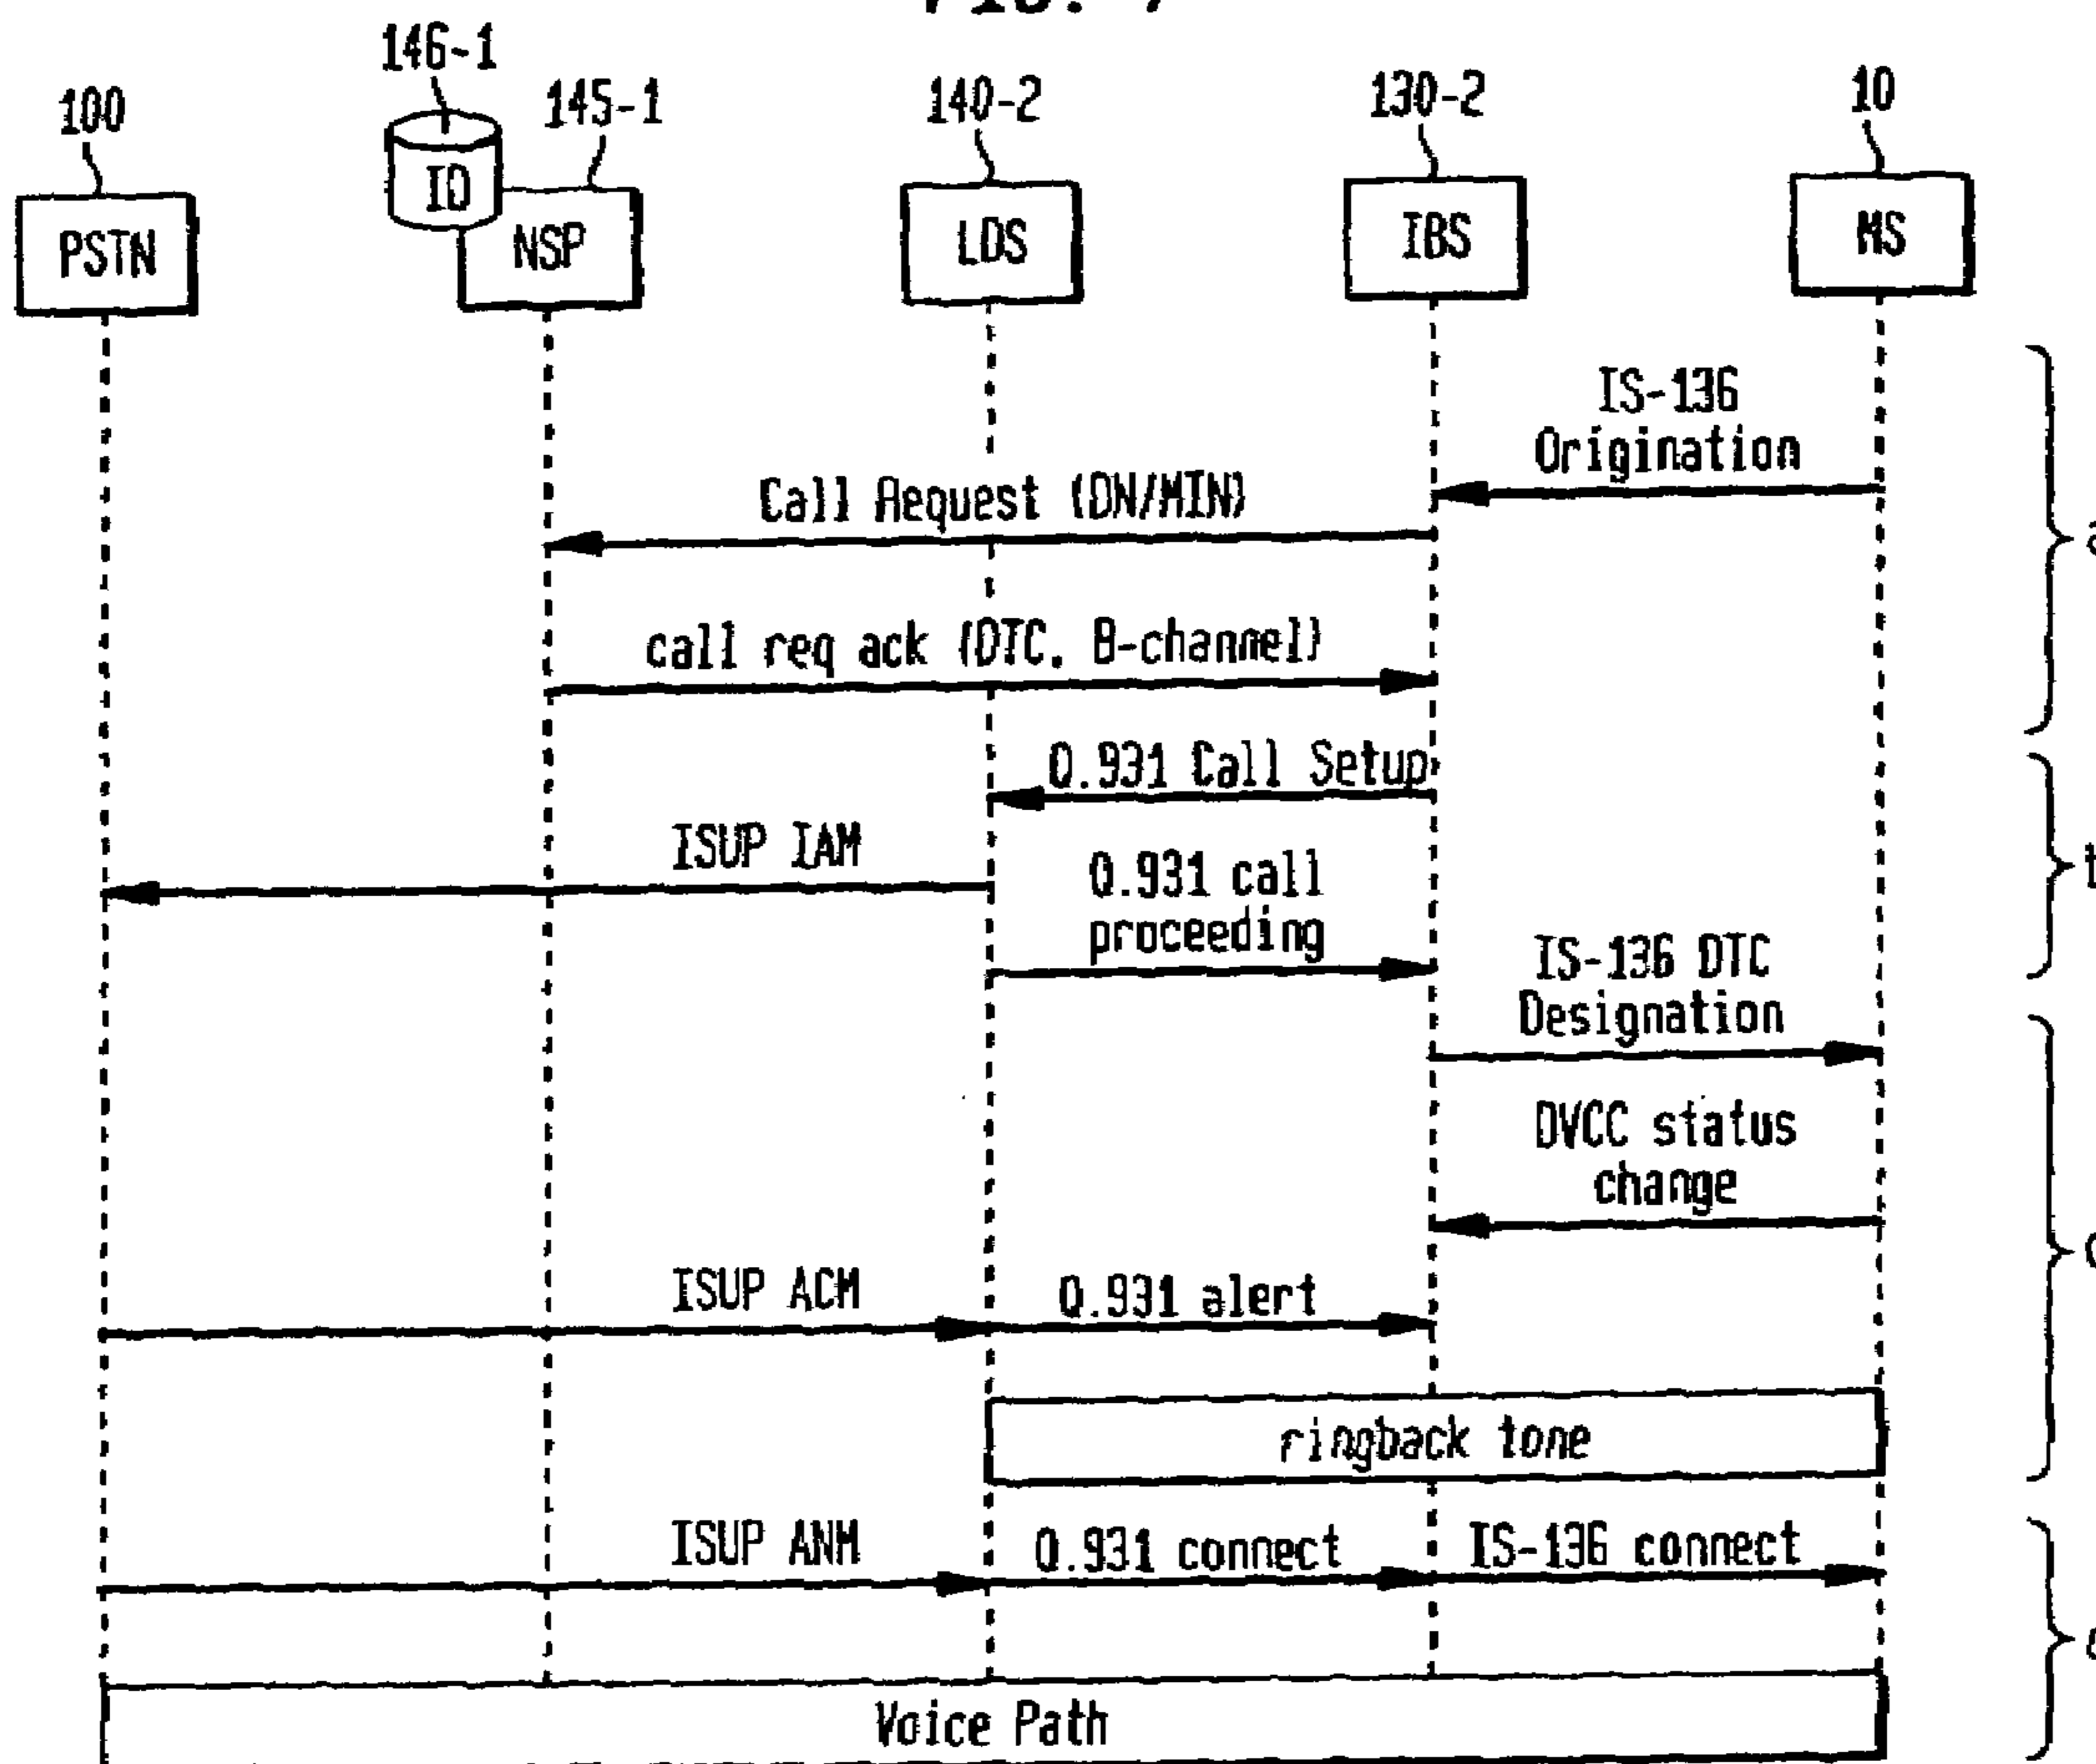 FIG. 7
146-1
100
145-1
140-2
130-2
10
ID
PSTN
NSP
LDS
IBS
MS
IS-136
Origination
Call Request (DN/MIN)
a
call req ack (DTC, B-channel)
Q.931 Call Setup
ISUP IAM
Q.931 call
proceeding
IS-136 DTC
Designation
DVCC status
change
ISUP ACM
Q.931 alert
ringback tone
ISUP ANM
Q.931 connect
IS-136 connect
Voice Path